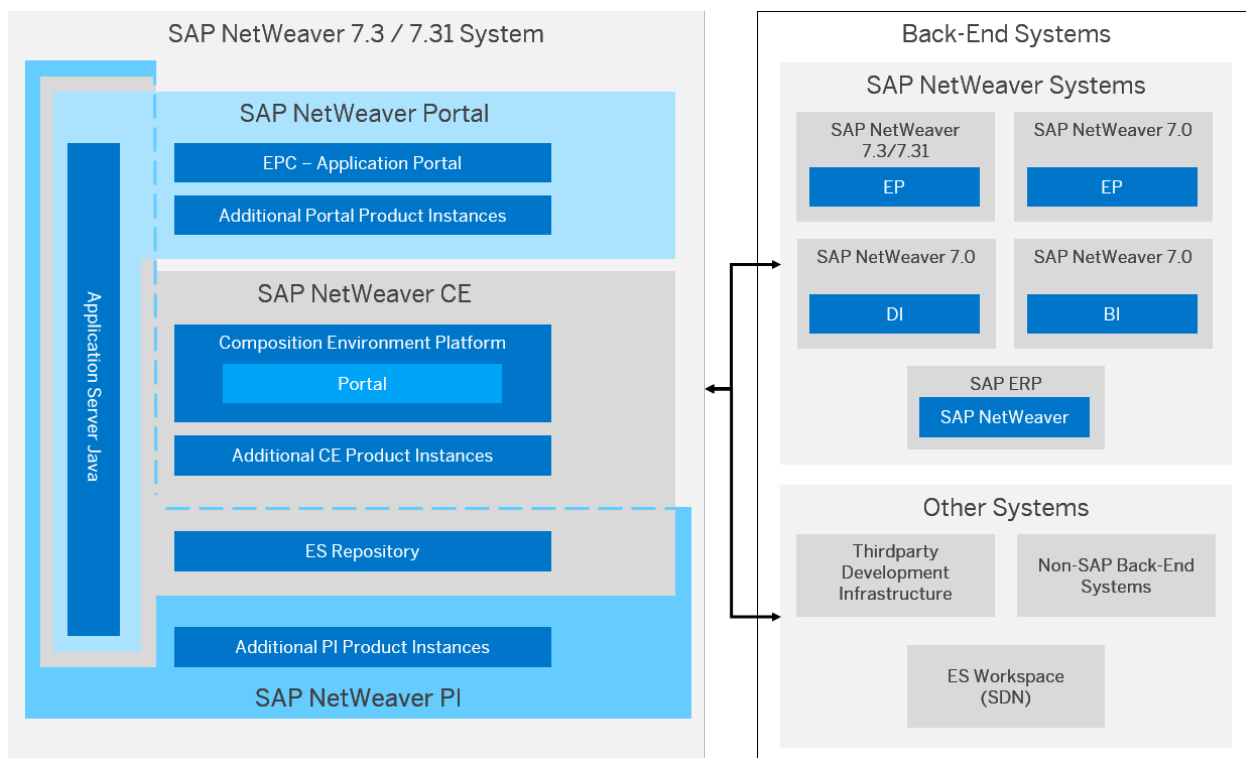 SAP NetWeaver 7.3 / 7.31 System
SAP NetWeaver Portal
EPC – Application Portal
Additional Portal Product Instances
Application Server Java
SAP NetWeaver CE
Composition Environment Platform
Portal
Additional CE Product Instances
ES Repository
Additional PI Product Instances
SAP NetWeaver PI
Back-End Systems
SAP NetWeaver Systems
SAP NetWeaver
7.3/7.31
EP
SAP NetWeaver 7.0
EP
SAP NetWeaver 7.0
DI
SAP NetWeaver 7.0
BI
SAP ERP
SAP NetWeaver
Other Systems
Thirdparty
Development
Infrastructure
Non-SAP Back-End
Systems
ES Workspace
(SDN)